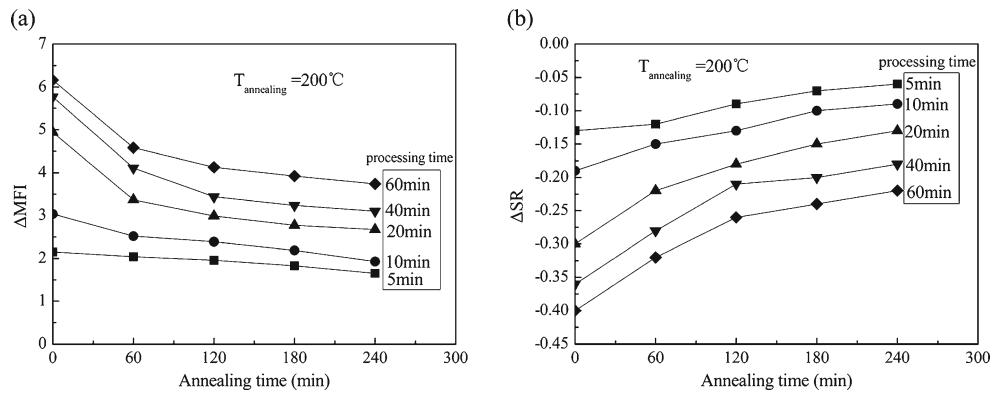 (a)
7
6
5
4
3
2
1
0
ΔMFI
T annealing =200℃
processing time
60min
40min
20min
10min
5min
0 60 120 180 240 300
Annealing time (min)
(b)
0.00
-0.05
-0.10
-0.15
-0.20
-0.25
-0.30
-0.35
-0.40
-0.45
ΔSR
T annealing =200℃
processing time
5min
10min
20min
40min
60min
0 60 120 180 240 300
Annealing time (min)